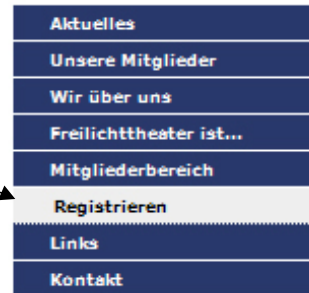 Aktuelles
Unsere Mitglieder
Wir über uns
Freilichttheater ist...
Mitgliederbereich
Registrieren
Links
Kontakt